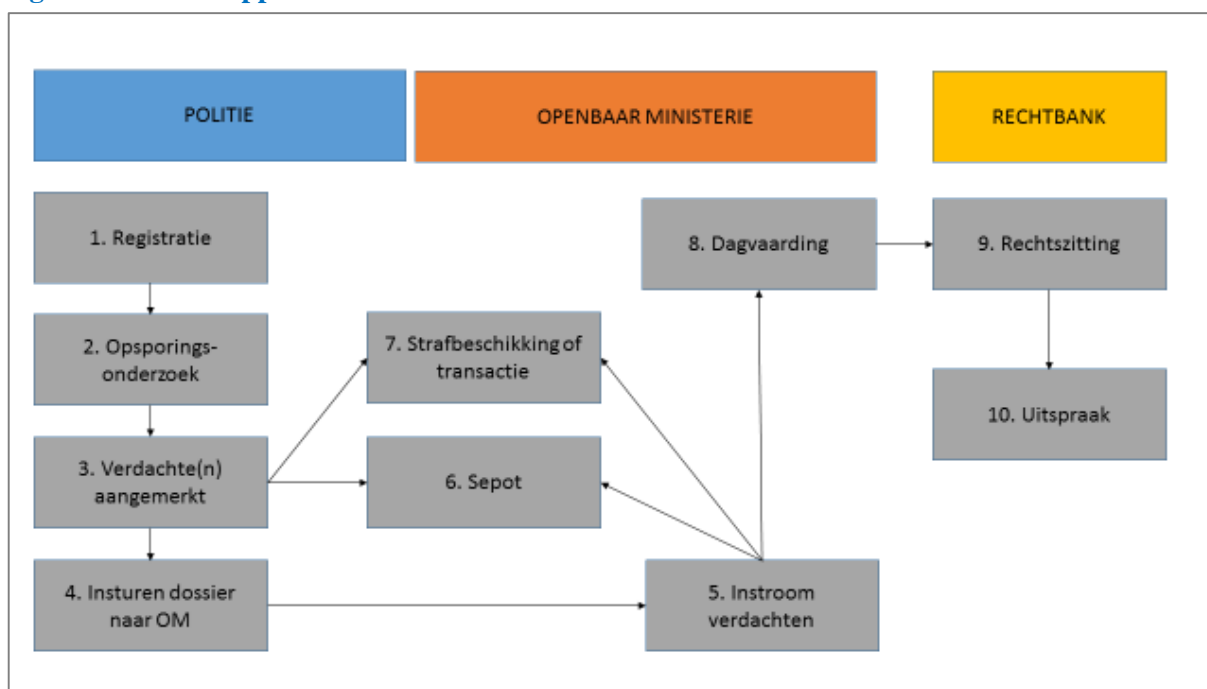 POLITIE
OPENBAAR MINISTERIE
RECHTBANK
1. Registratie
8. Dagvaarding
9. Rechtszitting
2. Opsporings-
onderzoek
7. Strafbeschikking of
transactie
10. Uitspraak
3. Verdachte(n)
aangemerkt
6. Sepot
4. Insturen dossier
naar OM
5. Instroom
verdachten